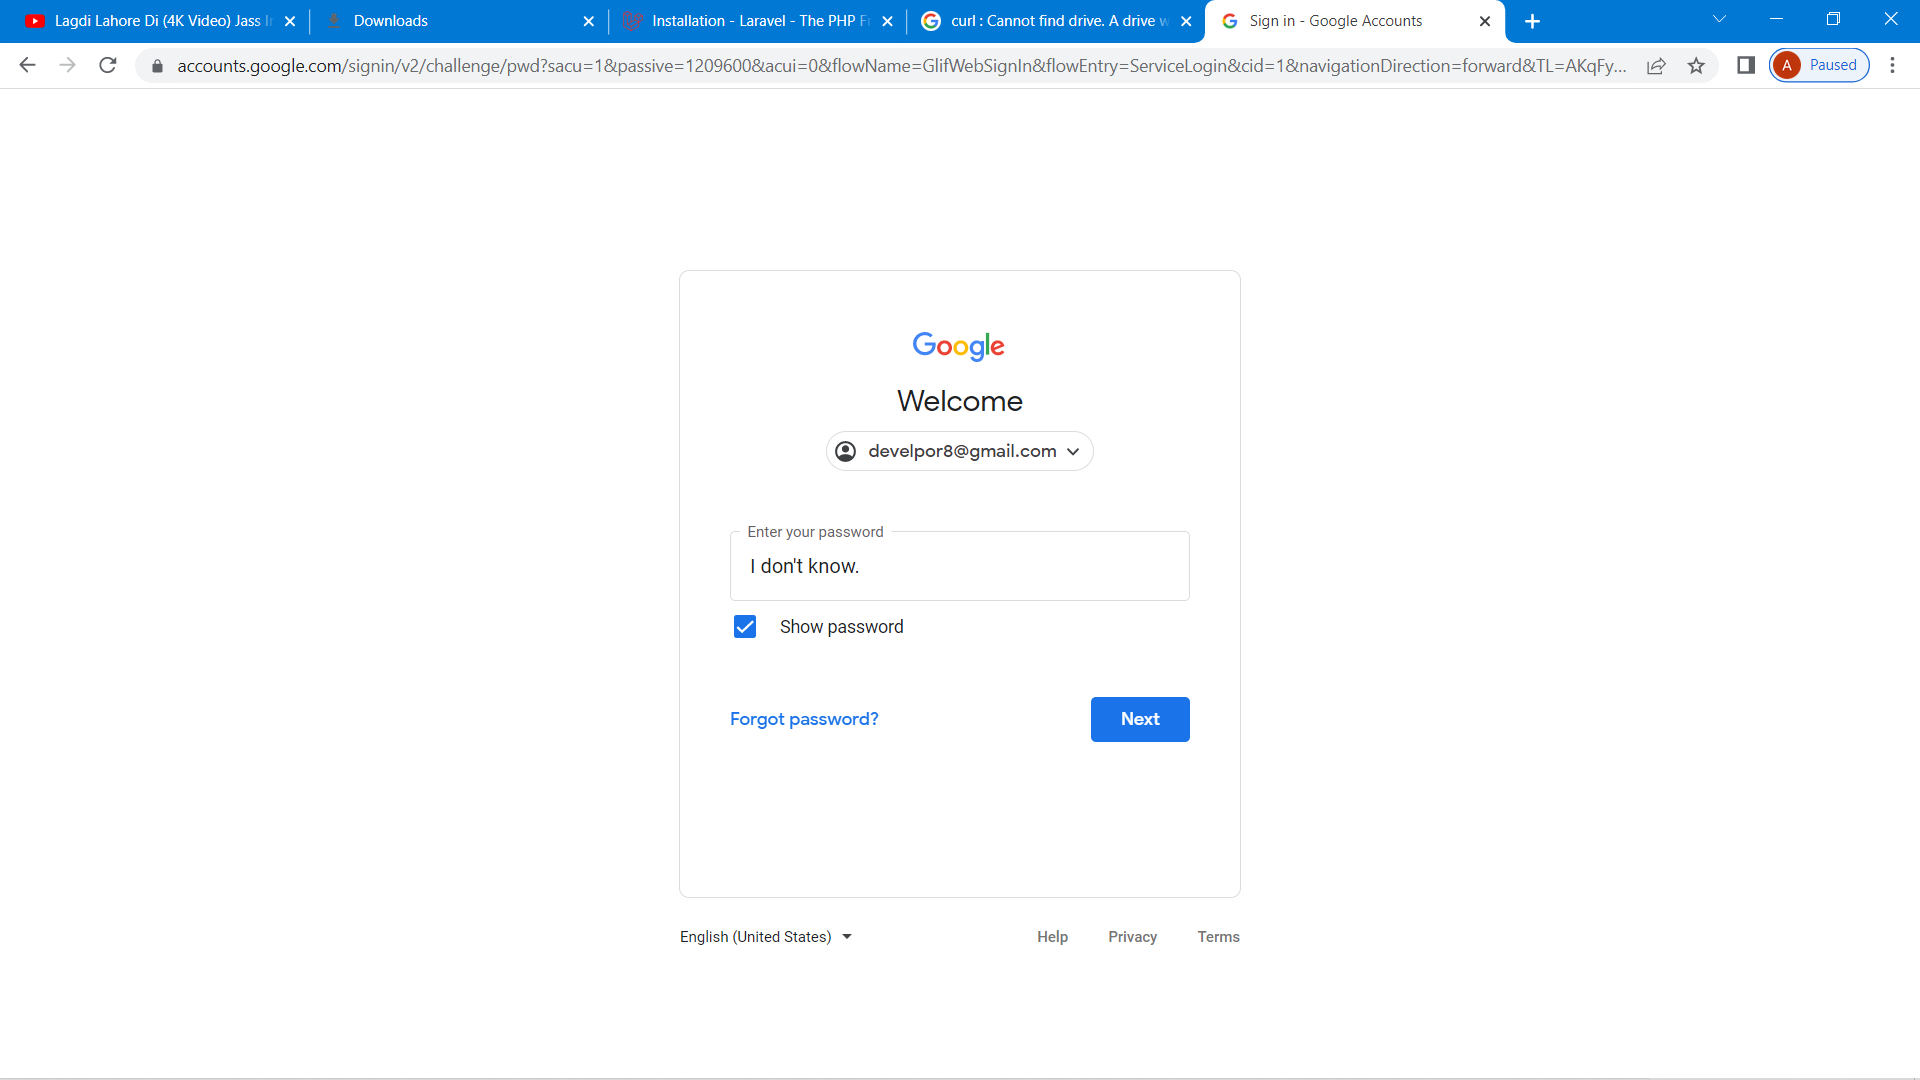 Lagdi Lahore Di (4K Video) Jass
Downloads
Installation - Laravel - The PHP
curl : Cannot find drive. A drive
Sign in - Google Accounts
accounts.google.com/signin/v2/challenge/pwd?sacu=1&passive=1209600&acui=0&flowName=GlifWebSignIn&flowEntry=ServiceLogin&cid=1&navigationDirection=forward&TL=AKqFy...
A Paused
Google
Welcome
develpor8@gmail.com
Enter your password
I don't know.
Show password
Forgot password?
Next
English (United States)
Help
Privacy
Terms